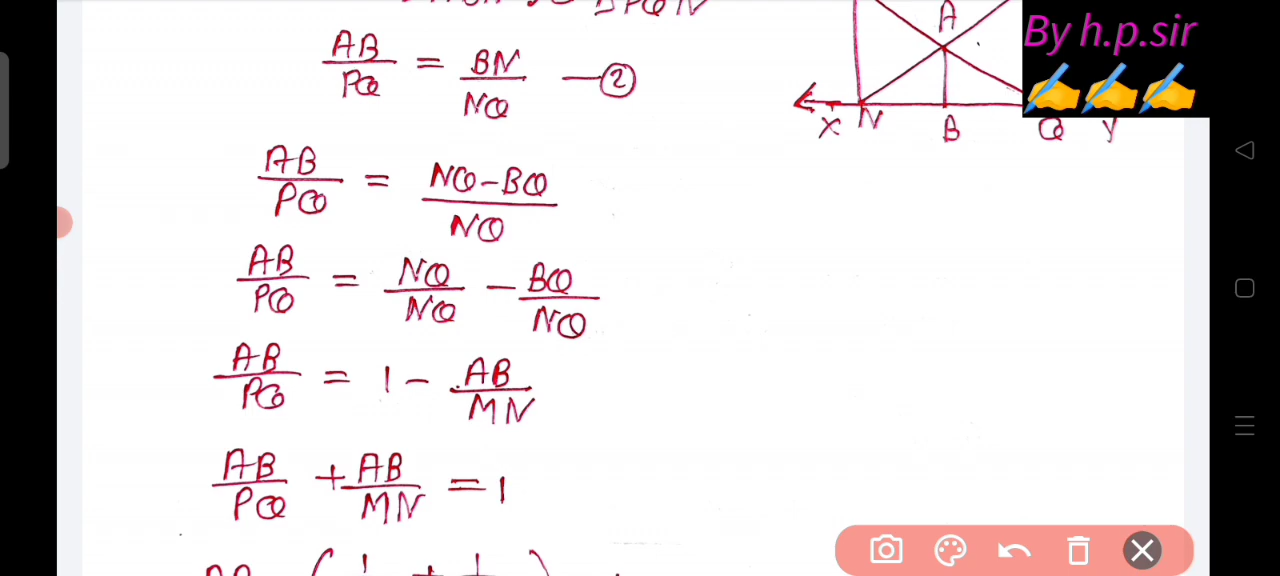 ΔPQN
A
By h.p.sir
AB/PQ = BN/NQ —②
X N B Q Y
AB/PQ = NQ-BQ/NQ
AB/PQ = NQ/NQ - BQ/NQ
AB/PQ = 1 - AB/MN
AB/PQ + AB/MN = 1